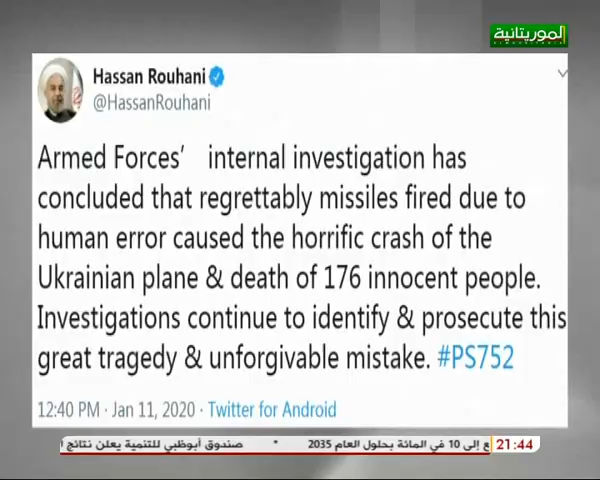 الموريتانية
Hassan Rouhani
@HassanRouhani
Armed Forces' internal investigation has
concluded that regrettably missiles fired due to
human error caused the horrific crash of the
Ukrainian plane & death of 176 innocent people.
Investigations continue to identify & prosecute this
great tragedy & unforgivable mistake. #PS752
12:40 PM · Jan 11, 2020 · Twitter for Android
21:44 ع إلى 10 في المائة بحلول العام 2035 * صندوق أبوظبي للتنمية يعلن نتائج